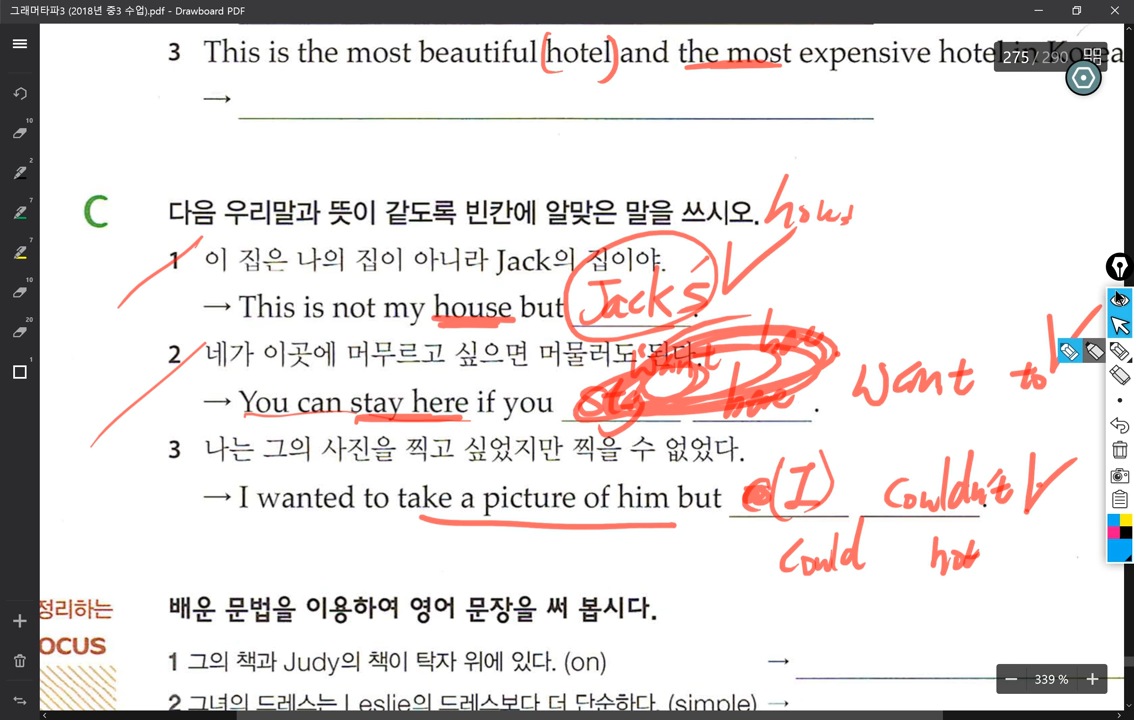 그래머타파3 (2018년 중3 수업).pdf - Drawboard PDF
3 This is the most beautiful (hotel) and the most expensive hotel in Korea
275 / 290
→
C 다음 우리말과 뜻이 같도록 빈칸에 알맞은 말을 쓰시오.
1 이 집은 나의 집이 아니라 Jack의 집이야.
→ This is not my house but Jack's.
2 네가 이곳에 머무르고 싶으면 머물러도 된다.
→ You can stay here if you . want to
3 나는 그의 사진을 찍고 싶었지만 찍을 수 없었다.
→ I wanted to take a picture of him but (I) couldn't.
could not
정리하는
OCUS
배운 문법을 이용하여 영어 문장을 써 봅시다.
1 그의 책과 Judy의 책이 탁자 위에 있다. (on) →
2 그녀의 드레스는 Leslie의 드레스보다 더 단순하다. (simple) →
339 %
10
2
7
7
10
20
1